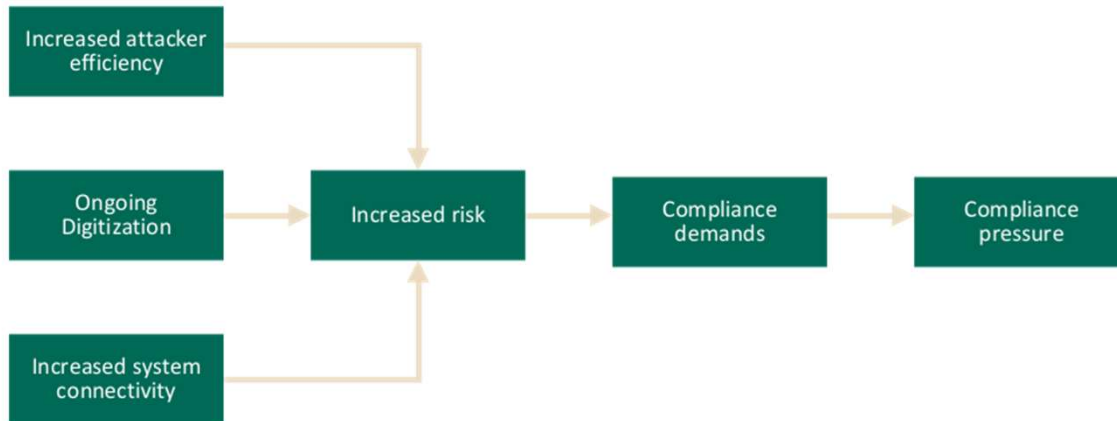 Increased attacker
efficiency
Ongoing
Digitization
Increased risk
Compliance
demands
Compliance
pressure
Increased system
connectivity